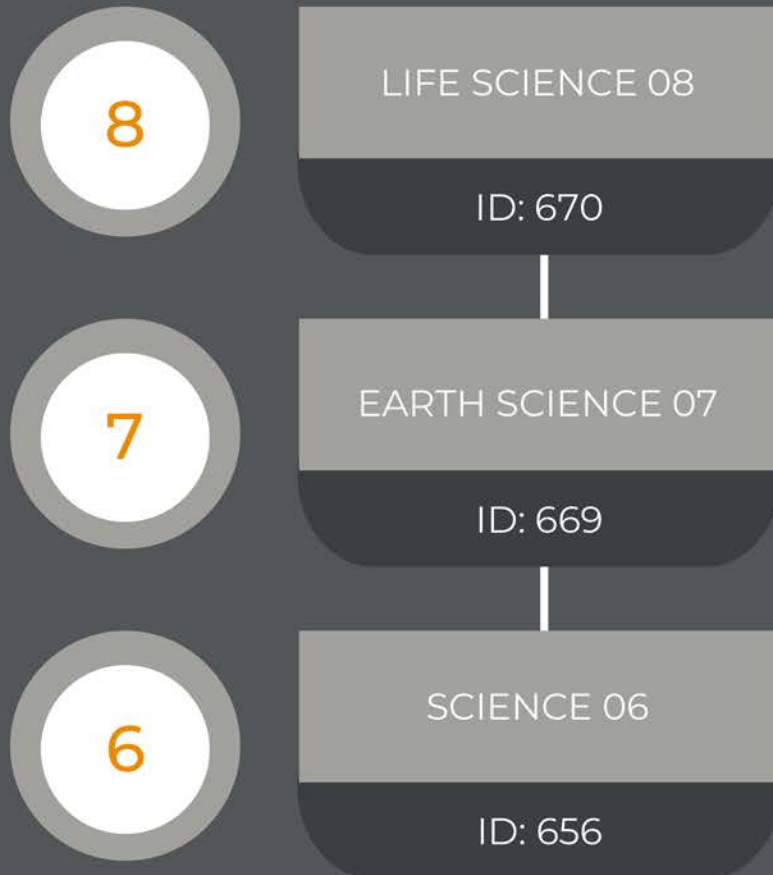 8
LIFE SCIENCE 08
ID: 670
7
EARTH SCIENCE 07
ID: 669
6
SCIENCE 06
ID: 656